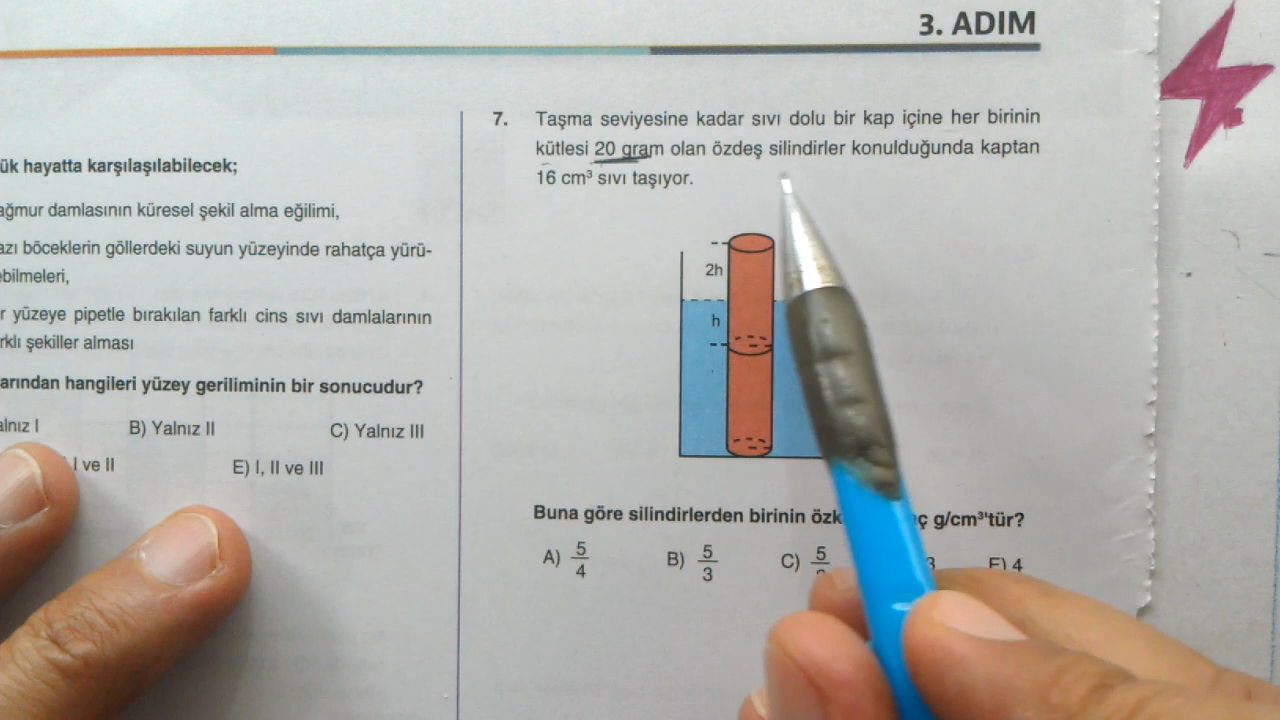 3. ADIM
ük hayatta karşılaşılabilecek;
ağmur damlasının küresel şekil alma eğilimi,
azı böceklerin göllerdeki suyun yüzeyinde rahatça yürü-
ebilmeleri,
r yüzeye pipetle bırakılan farklı cins sıvı damlalarının
rklı şekiller alması
arından hangileri yüzey geriliminin bir sonucudur?
alnız I B) Yalnız II C) Yalnız III
I ve II E) I, II ve III
7. Taşma seviyesine kadar sıvı dolu bir kap içine her birinin
kütlesi 20 gram olan özdeş silindirler konulduğunda kaptan
16 cm³ sıvı taşıyor.
2h
h
Buna göre silindirlerden birinin özk ç g/cm³'tür?
A) 5/4 B) 5/3 C) 5 3 E) 4